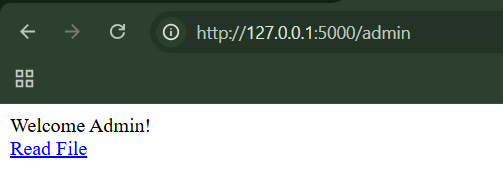 http://127.0.0.1:5000/admin
Welcome Admin!
Read File